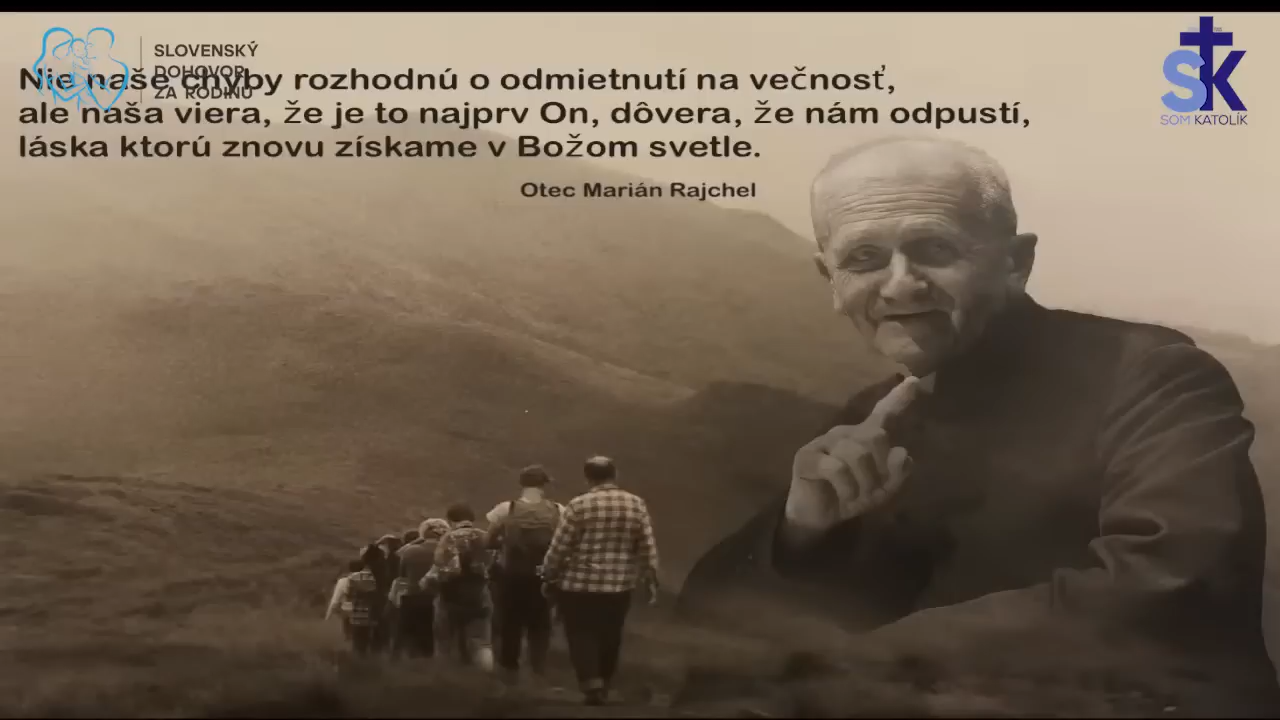 SLOVENSKÝ
DOHOVOR
ZA RODINU
Nie naše chyby rozhodnú o odmietnutí na večnosť,
ale naša viera, že je to najprv On, dôvera, že nám odpustí,
láska ktorú znovu získame v Božom svetle.
Otec Marián Rajchel
STK
SOM KATOLÍK